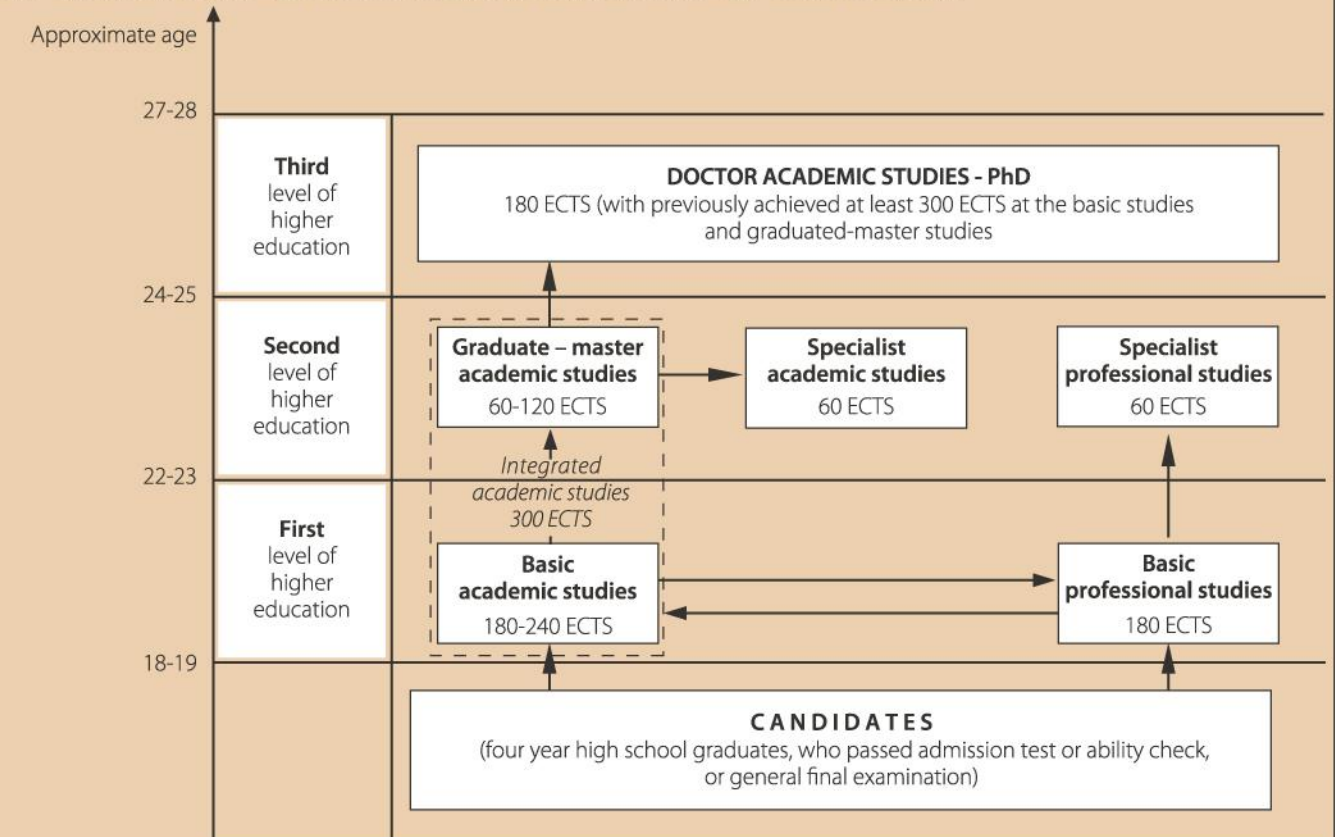 Approximate age
27-28
Third
level of
higher
education
DOCTOR ACADEMIC STUDIES - PhD
180 ECTS (with previously achieved at least 300 ECTS at the basic studies
and graduated-master studies
24-25
Second
level of
higher
education
Graduate – master
academic studies
60-120 ECTS
Specialist
academic studies
60 ECTS
Specialist
professional studies
60 ECTS
Integrated
academic studies
300 ECTS
22-23
First
level of
higher
education
Basic
academic studies
180-240 ECTS
Basic
professional studies
180 ECTS
18-19
CANDIDATES
(four year high school graduates, who passed admission test or ability check,
or general final examination)